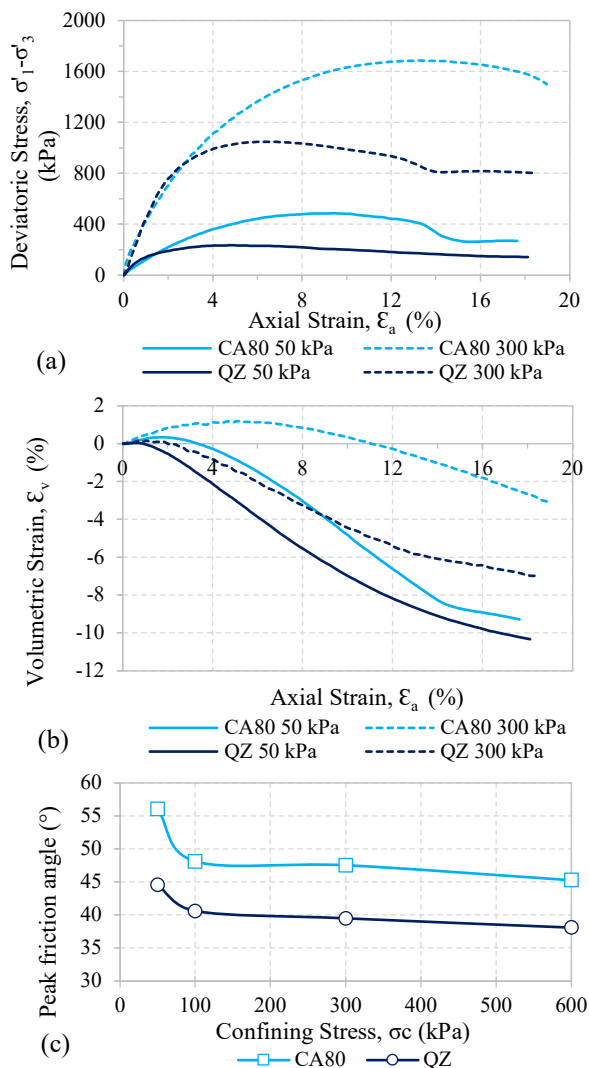 2000
1600
1200
800
400
0
0
4
8
12
16
20
Deviatoric Stress, σ'1-σ'3
(kPa)
Axial Strain, Ɛa (%)
(a)
CA80 50 kPa
CA80 300 kPa
QZ 50 kPa
QZ 300 kPa
2
0
-2
-4
-6
-8
-10
-12
0
4
8
12
16
20
Volumetric Strain, Ɛv (%)
Axial Strain, Ɛa (%)
(b)
CA80 50 kPa
CA80 300 kPa
QZ 50 kPa
QZ 300 kPa
60
55
50
45
40
35
30
0
100
200
300
400
500
600
Peak friction angle (°)
Confining Stress, σc (kPa)
(c)
CA80
QZ